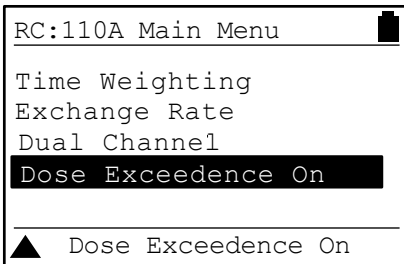 RC:110A Main Menu
Time Weighting
Exchange Rate
Dual Channel
Dose Exceedence On
Dose Exceedence On